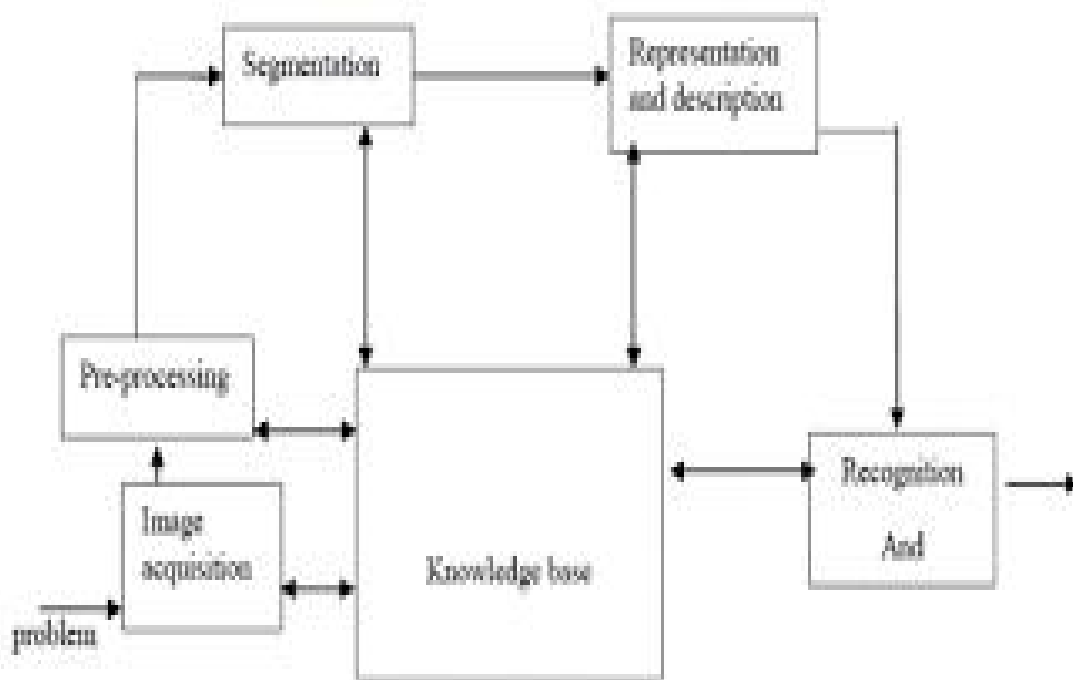 Segmentation
Representation
and description
Pre-processing
Image
acquisition
problem
Knowledge base
Recognition
And